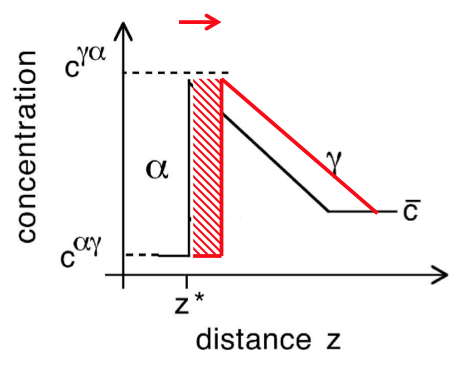 concentration
c^γα
α
γ
c̅
c^αγ
z*
distance z